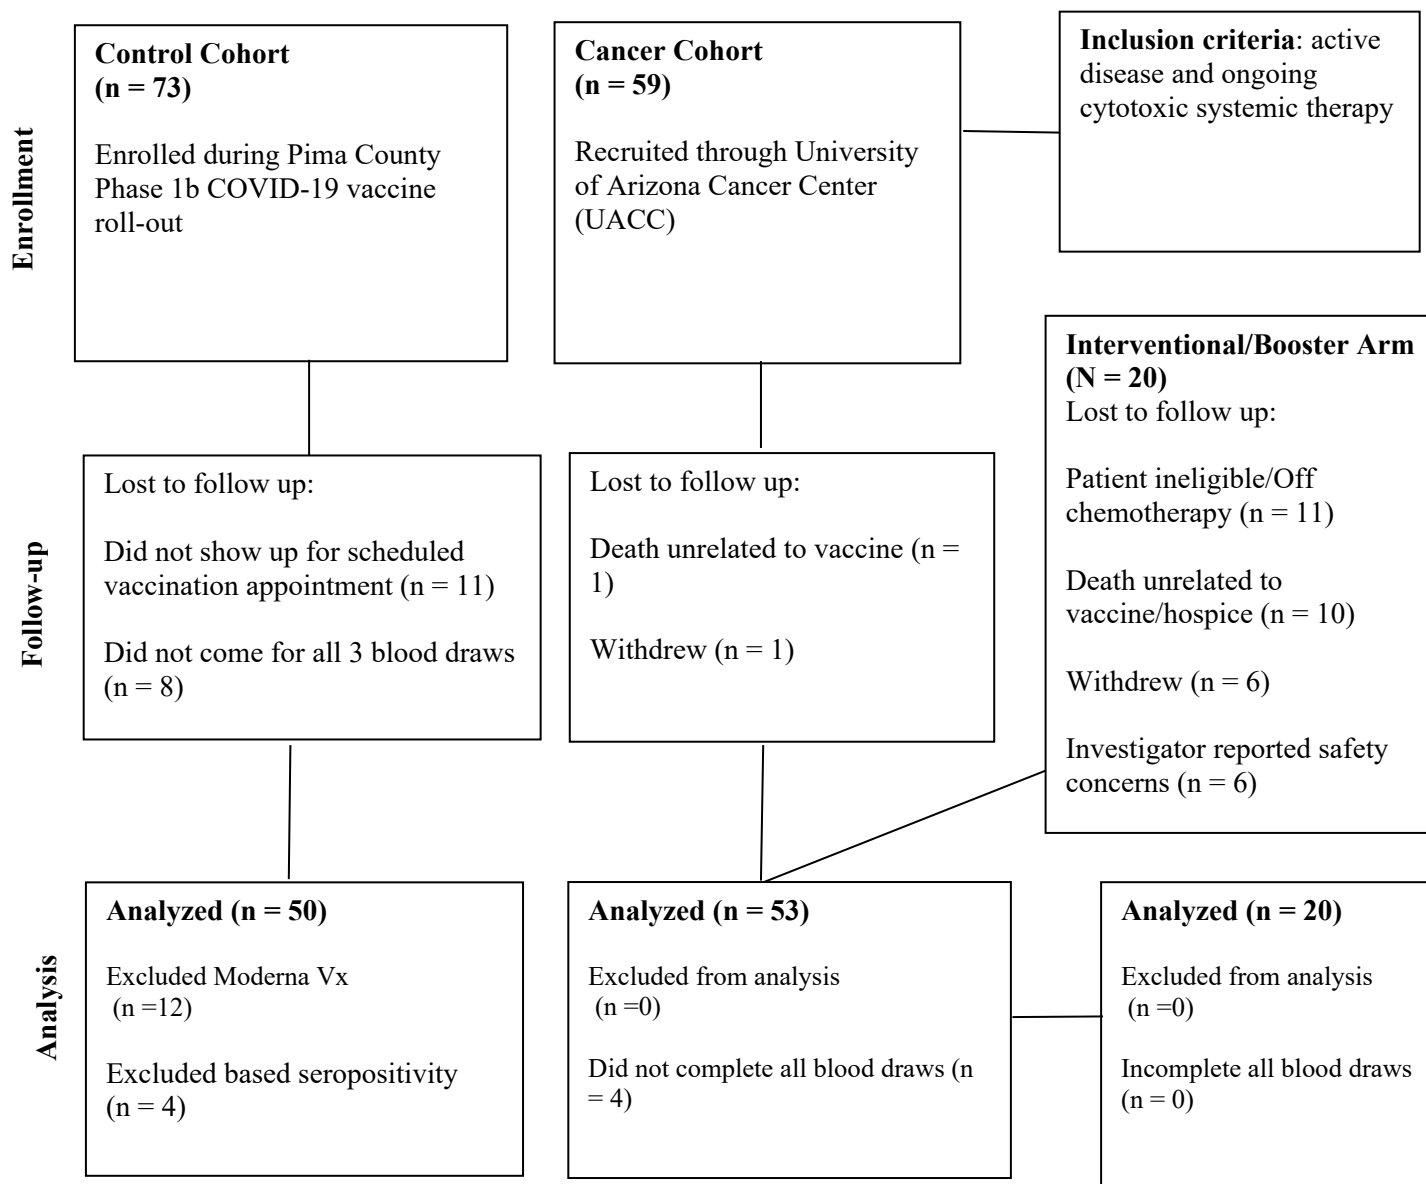 Enrollment
Control Cohort
(n = 73)
Enrolled during Pima County
Phase 1b COVID-19 vaccine
roll-out
Cancer Cohort
(n = 59)
Recruited through University
of Arizona Cancer Center
(UACC)
Inclusion criteria: active
disease and ongoing
cytotoxic systemic therapy
Follow-up
Lost to follow up:
Did not show up for scheduled
vaccination appointment (n = 11)
Did not come for all 3 blood draws
(n = 8)
Lost to follow up:
Death unrelated to vaccine (n =
1)
Withdrew (n = 1)
Interventional/Booster Arm
(N = 20)
Lost to follow up:
Patient ineligible/Off
chemotherapy (n = 11)
Death unrelated to
vaccine/hospice (n = 10)
Withdrew (n = 6)
Investigator reported safety
concerns (n = 6)
Analysis
Analyzed (n = 50)
Excluded Moderna Vx
(n =12)
Excluded based seropositivity
(n = 4)
Analyzed (n = 53)
Excluded from analysis
(n =0)
Did not complete all blood draws (n
= 4)
Analyzed (n = 20)
Excluded from analysis
(n =0)
Incomplete all blood draws
(n = 0)